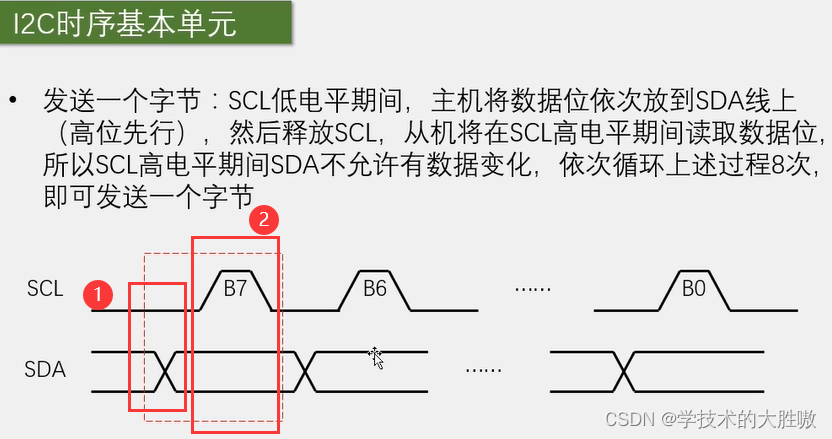 I2C时序基本单元
• 发送一个字节：SCL低电平期间，主机将数据位依次放到SDA线上
（高位先行），然后释放SCL，从机将在SCL高电平期间读取数据位，
所以SCL高电平期间SDA不允许有数据变化，依次循环上述过程8次，
即可发送一个字节
2
1
SCL B7 B6 …… B0
SDA ……
CSDN @学技术的大胜嗷